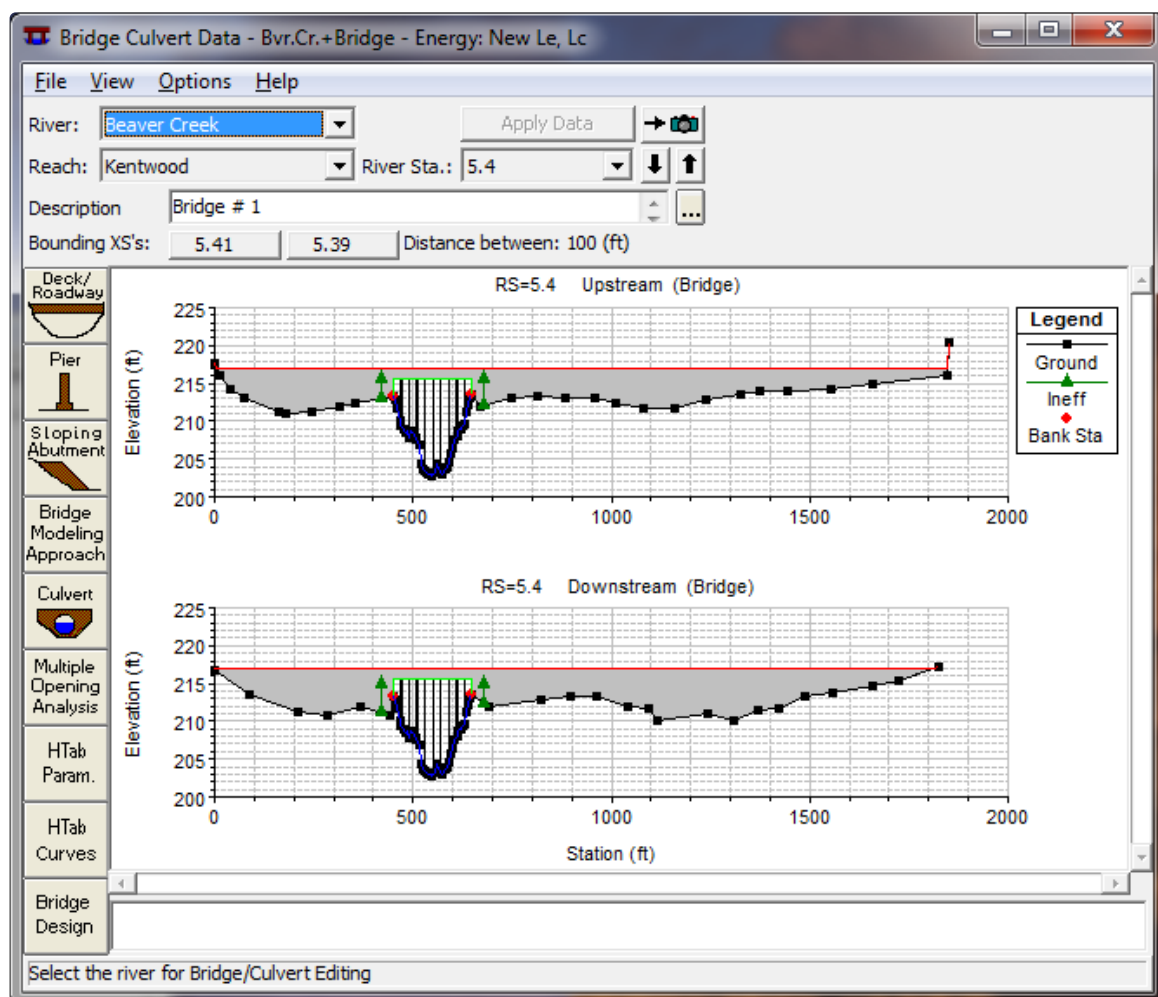 Bridge Culvert Data - Bvr.Cr.+Bridge - Energy: New Le, Lc
File View Options Help
River: Beaver Creek Apply Data
Reach: Kentwood River Sta.: 5.4
Description Bridge # 1 ...
Bounding XS's: 5.41 5.39 Distance between: 100 (ft)
Deck/
Roadway
Pier
Sloping
Abutment
Bridge
Modeling
Approach
Culvert
Multiple
Opening
Analysis
HTab
Param.
HTab
Curves
Bridge
Design
RS=5.4 Upstream (Bridge)
Elevation (ft)
225
220
215
210
205
200
0 500 1000 1500 2000
Legend
Ground
Ineff
Bank Sta
RS=5.4 Downstream (Bridge)
Elevation (ft)
225
220
215
210
205
200
0 500 1000 1500 2000
Station (ft)
Select the river for Bridge/Culvert Editing